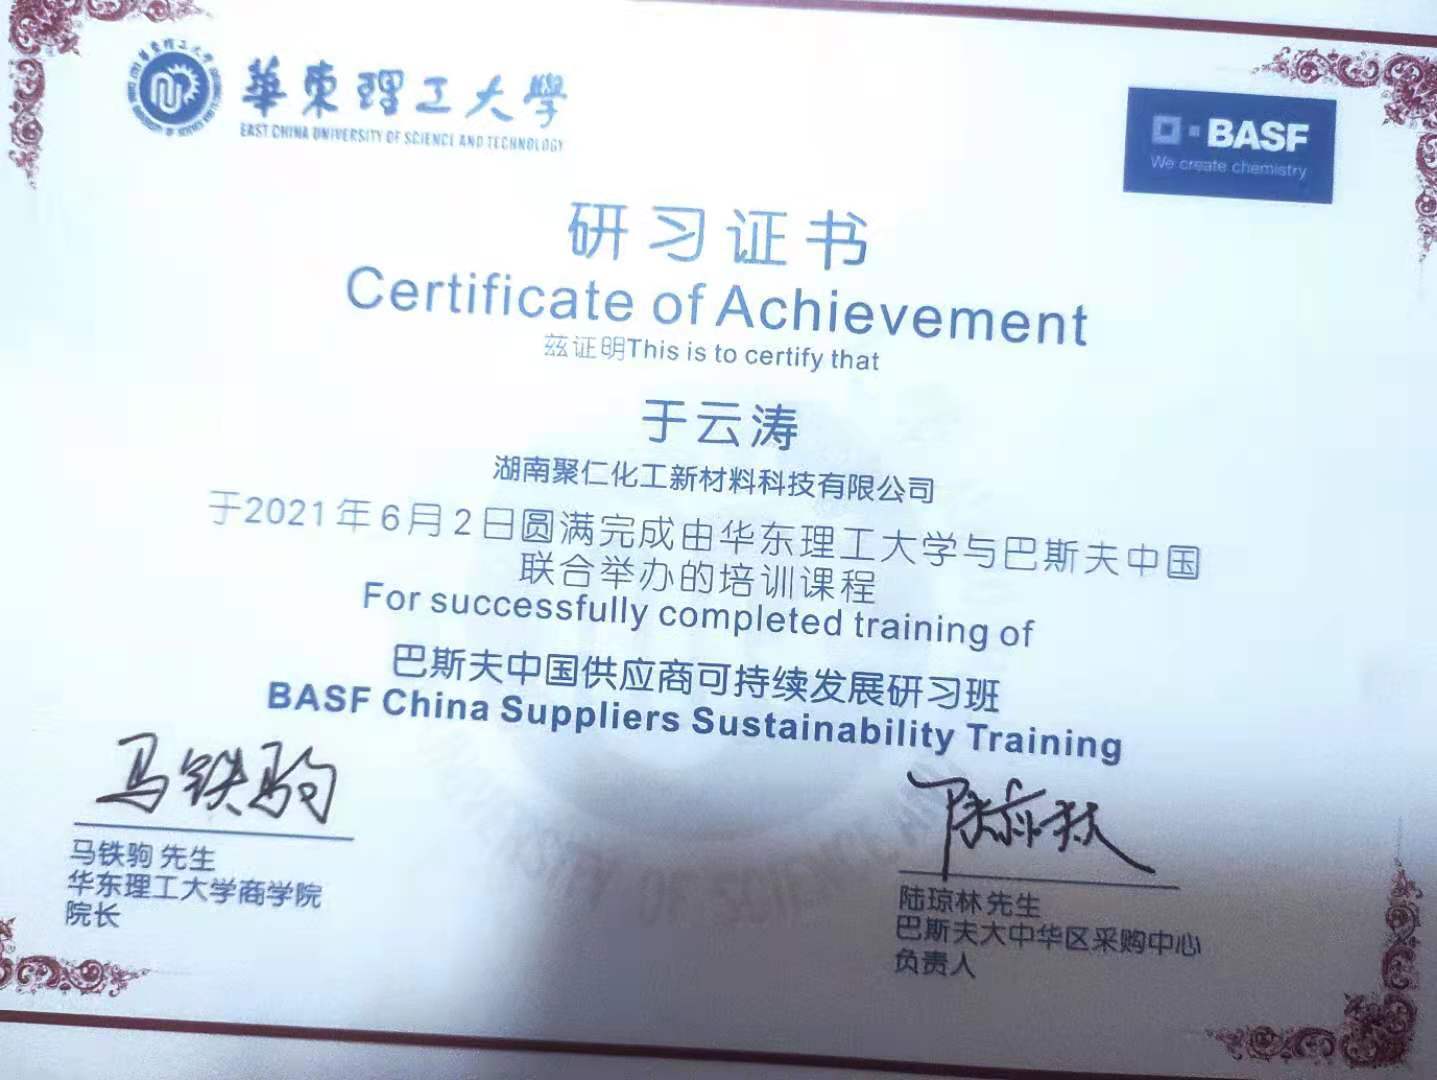 華東理工大學
EAST CHINA UNIVERSITY OF SCIENCE AND TECHNOLOGY
BASF
We create chemistry
研习证书
Certificate of Achievement
兹证明This is to certify that
于云涛
湖南聚仁化工新材料科技有限公司
于2021年6月2日圆满完成由华东理工大学与巴斯夫中国
联合举办的培训课程
For successfully completed training of
巴斯夫中国供应商可持续发展研习班
BASF China Suppliers Sustainability Training
马铁驹
马铁驹 先生
华东理工大学商学院
院长
陆琼林 先生
巴斯夫大中华区采购中心
负责人